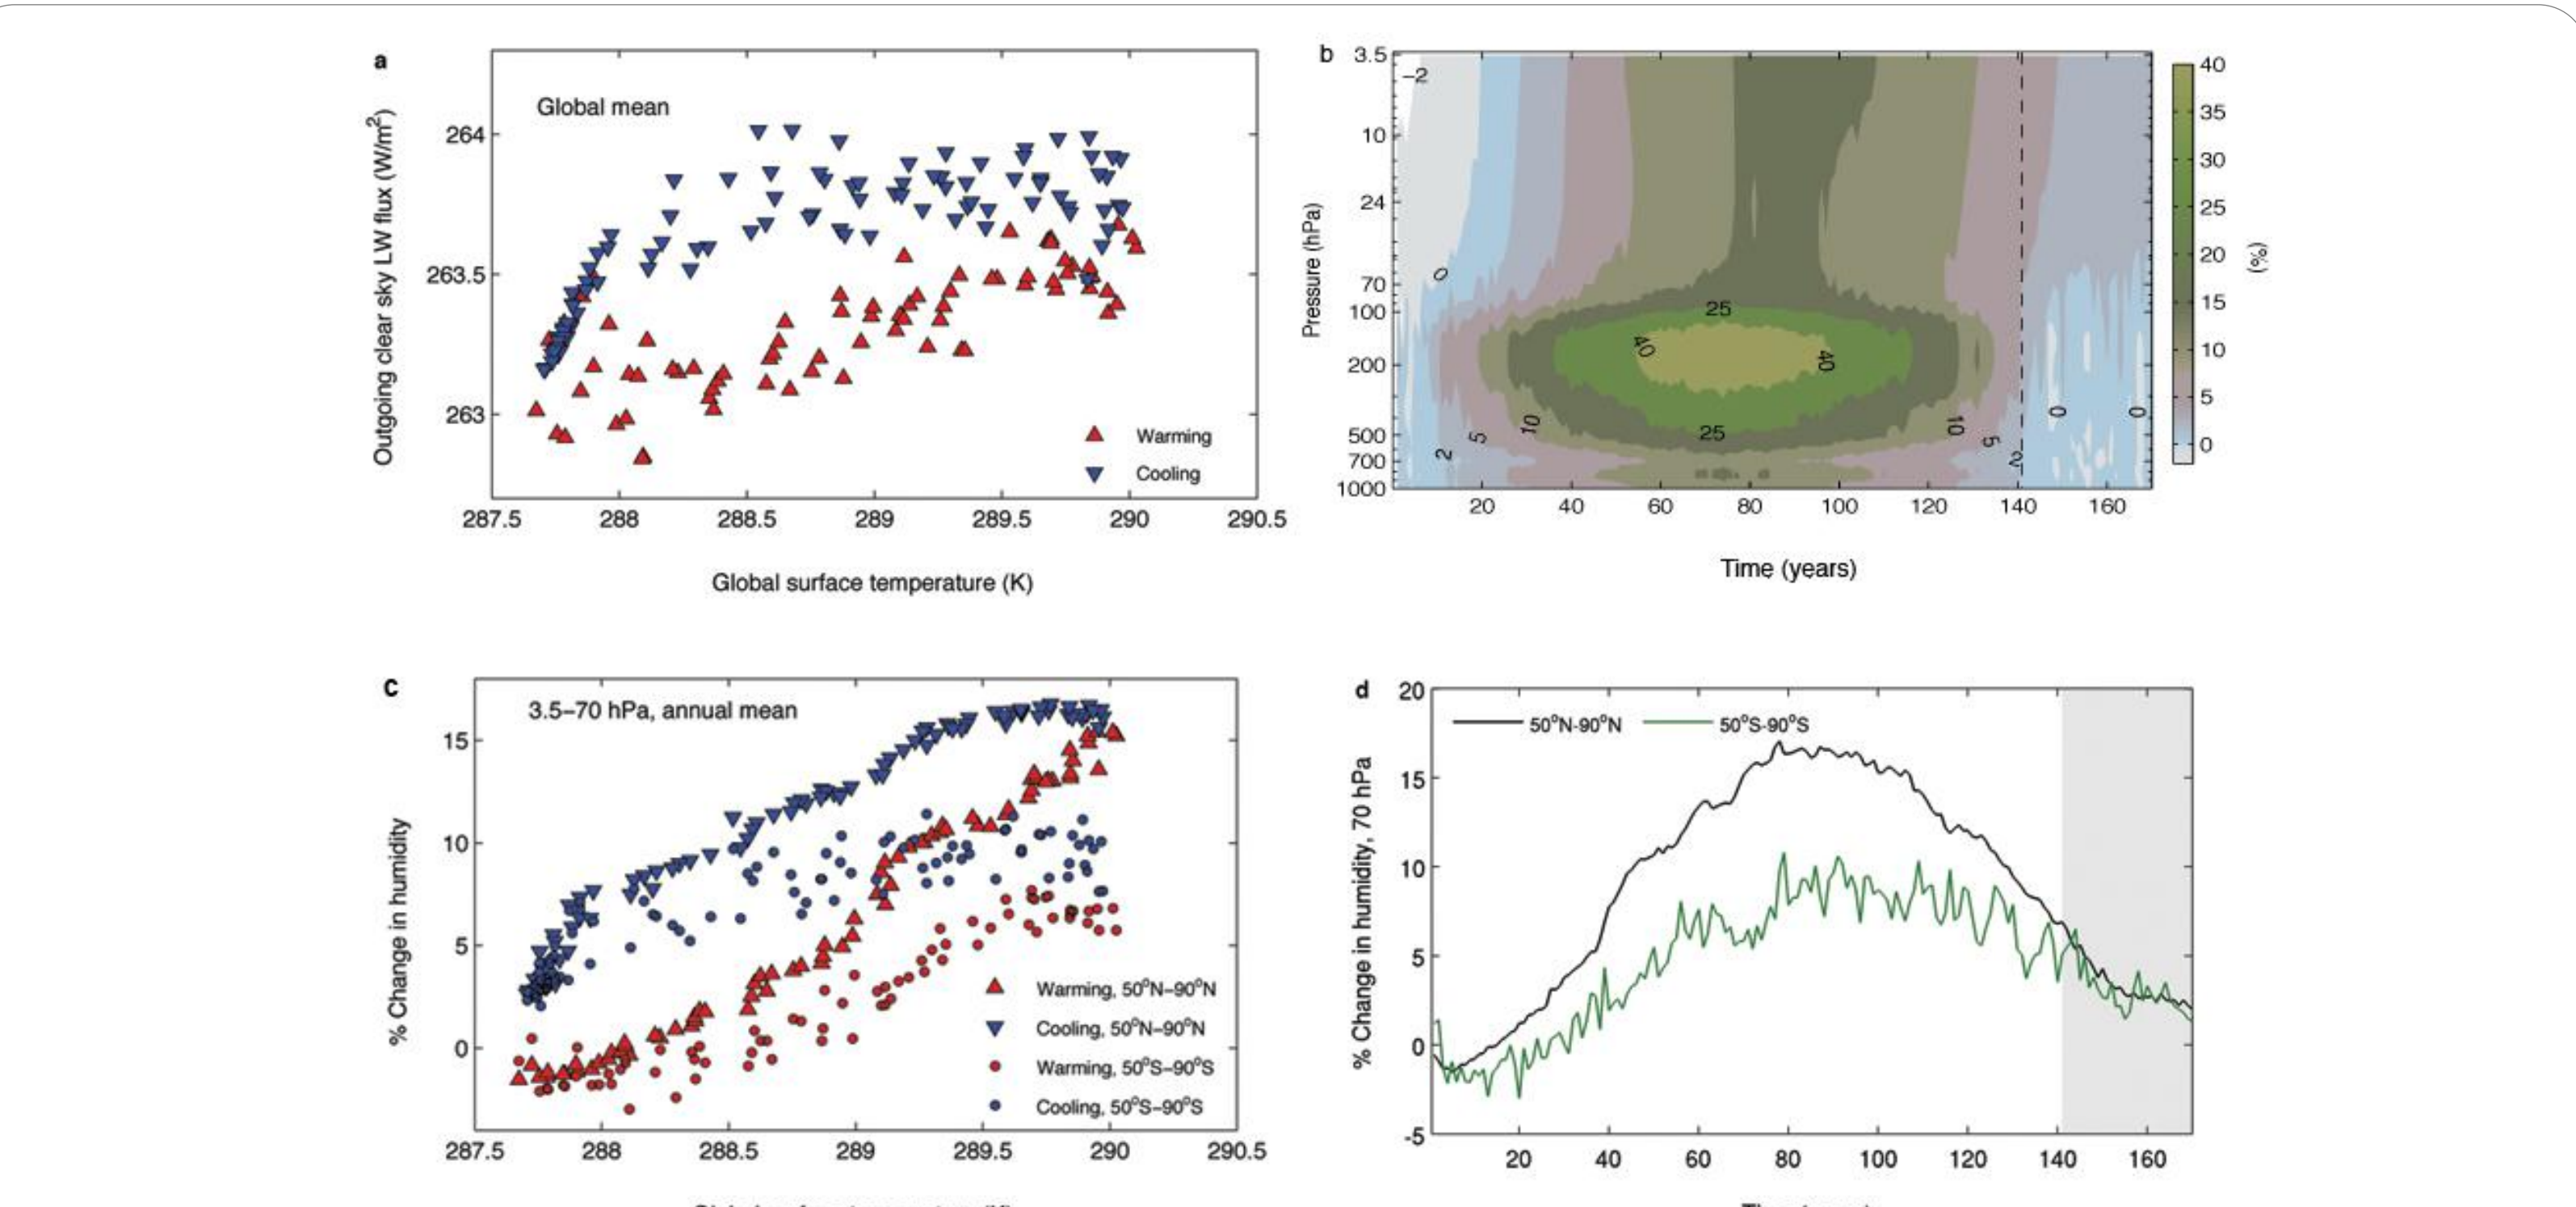 a
Global mean
Outgoing clear sky LW flux (W/m²)
264
263.5
263
Warming
Cooling
287.5 288 288.5 289 289.5 290 290.5
Global surface temperature (K)
b
Pressure (hPa)
3.5
10
24
70
100
200
500
700
1000
-2
0
25
40
40
25
2
5
10
10
5
2
0
0
20 40 60 80 100 120 140 160
Time (years)
40
35
30
25
20
15
10
5
0
(%)
c
3.5–70 hPa, annual mean
% Change in humidity
15
10
5
0
Warming, 50°N–90°N
Cooling, 50°N–90°N
Warming, 50°S–90°S
Cooling, 50°S–90°S
287.5 288 288.5 289 289.5 290 290.5
d
50°N-90°N 50°S-90°S
% Change in humidity, 70 hPa
20
15
10
5
0
-5
20 40 60 80 100 120 140 160